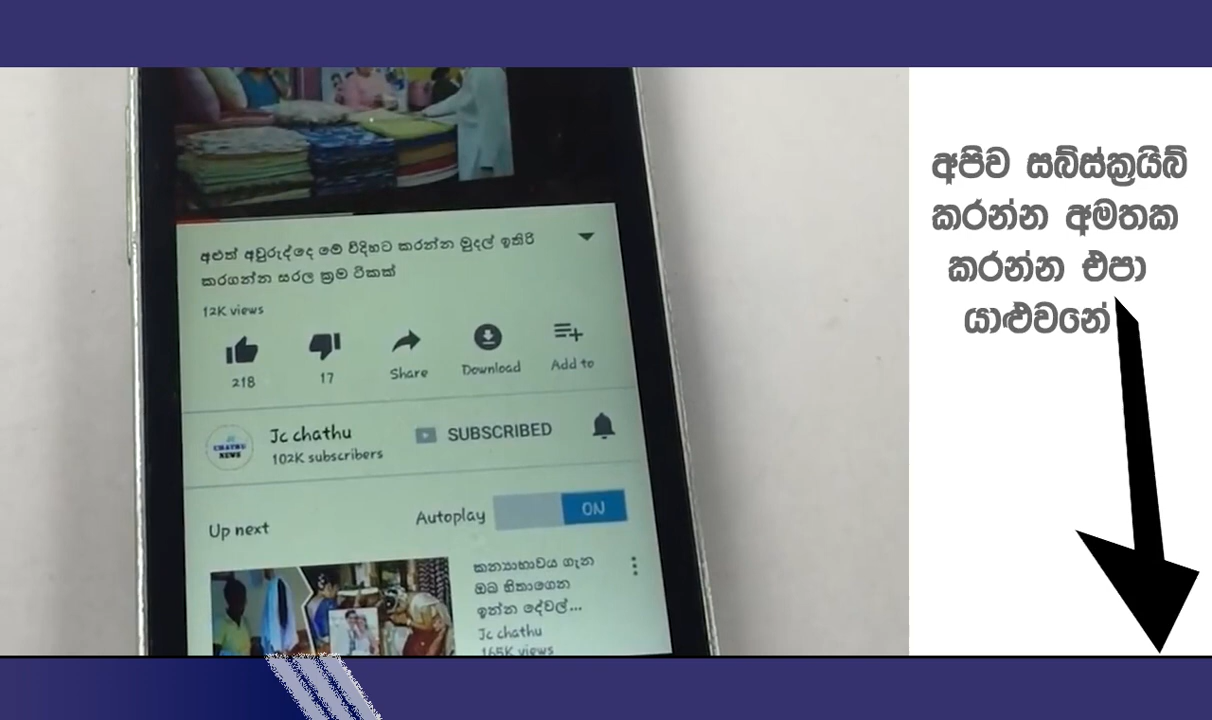 අළුත් අවුරුද්දෙ මේ විදිහට කරන්න මුදල් ඉතිරි
කරගන්න සරල ක්‍රම ටිකක්
12K views
218
17
Share
Download
Add to
CHATHU
NEWS
Jc chathu
102K subscribers
SUBSCRIBED
Up next
Autoplay
ON
කන්‍යාභාවය ගැන
ඔබ හිතාගෙන
ඉන්න දේවල්...
Jc chathu
165K views
අපිව සබ්ස්ක්‍රයිබ්
කරන්න අමතක
කරන්න එපා
යාළුවනේ